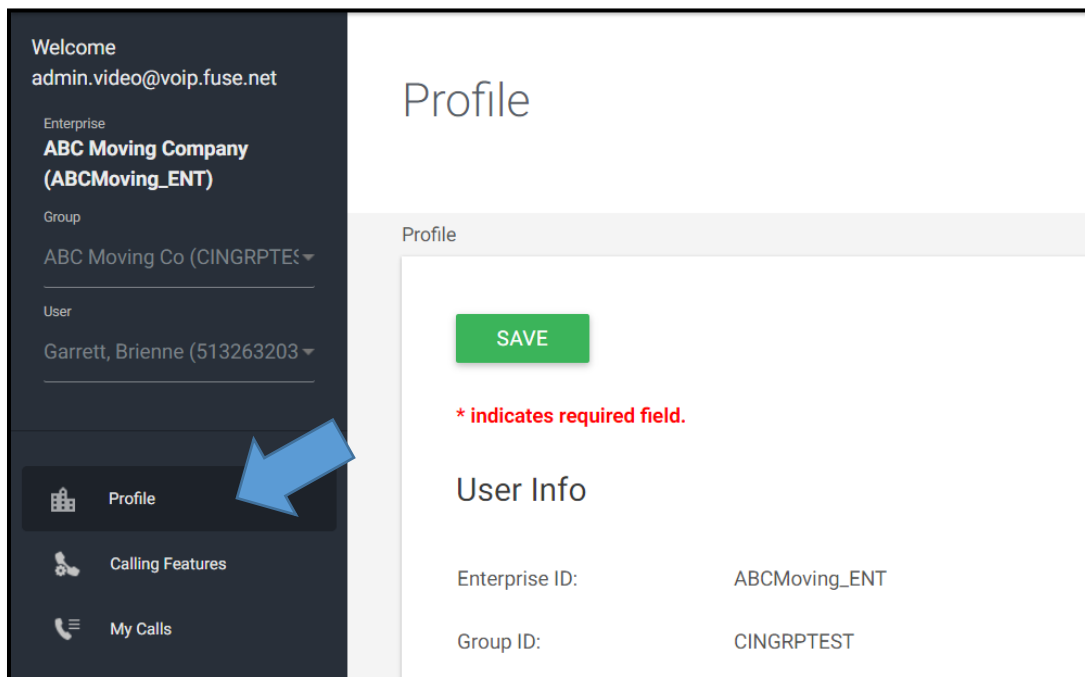 Welcome
admin.video@voip.fuse.net
Enterprise
ABC Moving Company
(ABCMoving_ENT)
Group
ABC Moving Co (CINGRPTES
User
Garrett, Brienne (513263203
Profile
Calling Features
My Calls
Profile
Profile
SAVE
* indicates required field.
User Info
Enterprise ID: ABCMoving_ENT
Group ID: CINGRPTEST